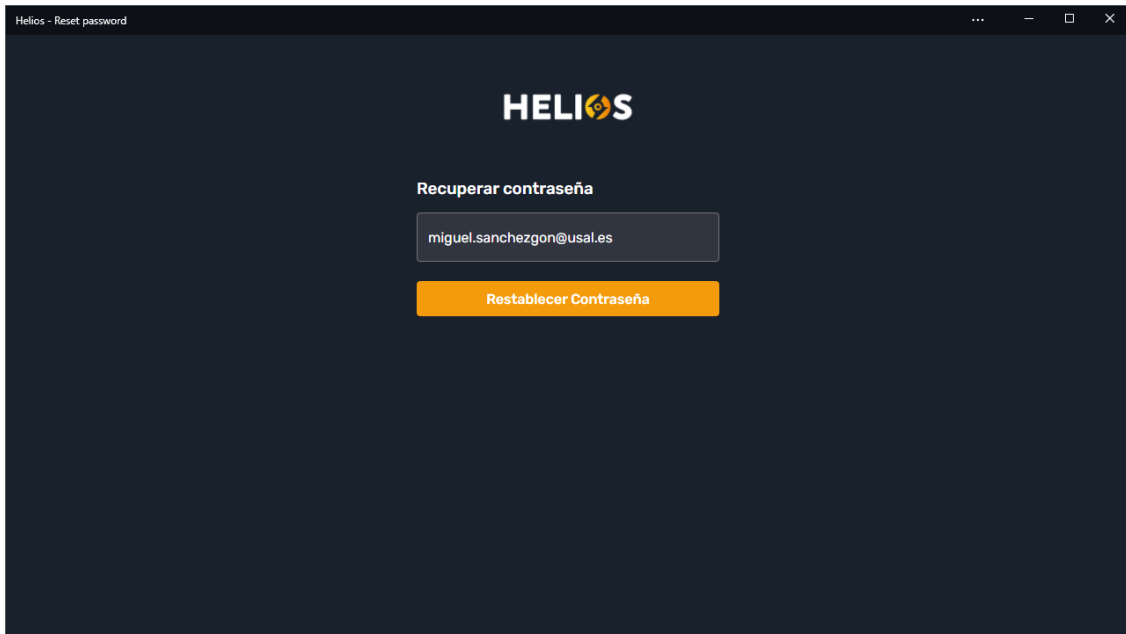 Helios - Reset password
HELIOS
Recuperar contraseña
miguel.sanchezgon@usal.es
Restablecer Contraseña